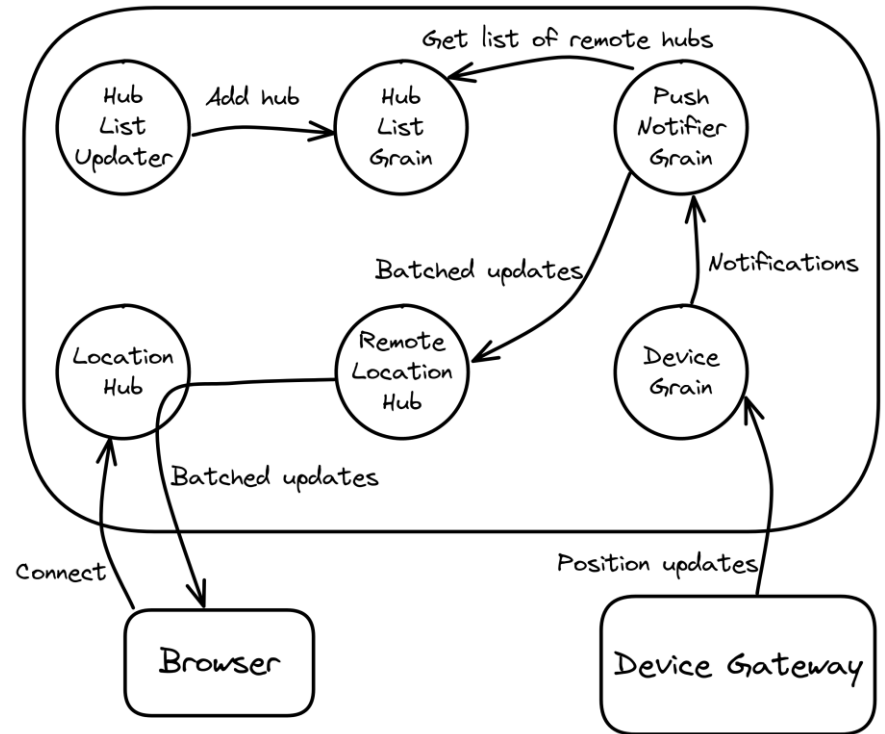 Get list of remote hubs
Hub
List
Updater
Add hub
Hub
List
Grain
Push
Notifier
Grain
Batched updates
Notifications
Location
Hub
Remote
Location
Hub
Device
Grain
Batched updates
Connect
Position updates
Browser
Device Gateway